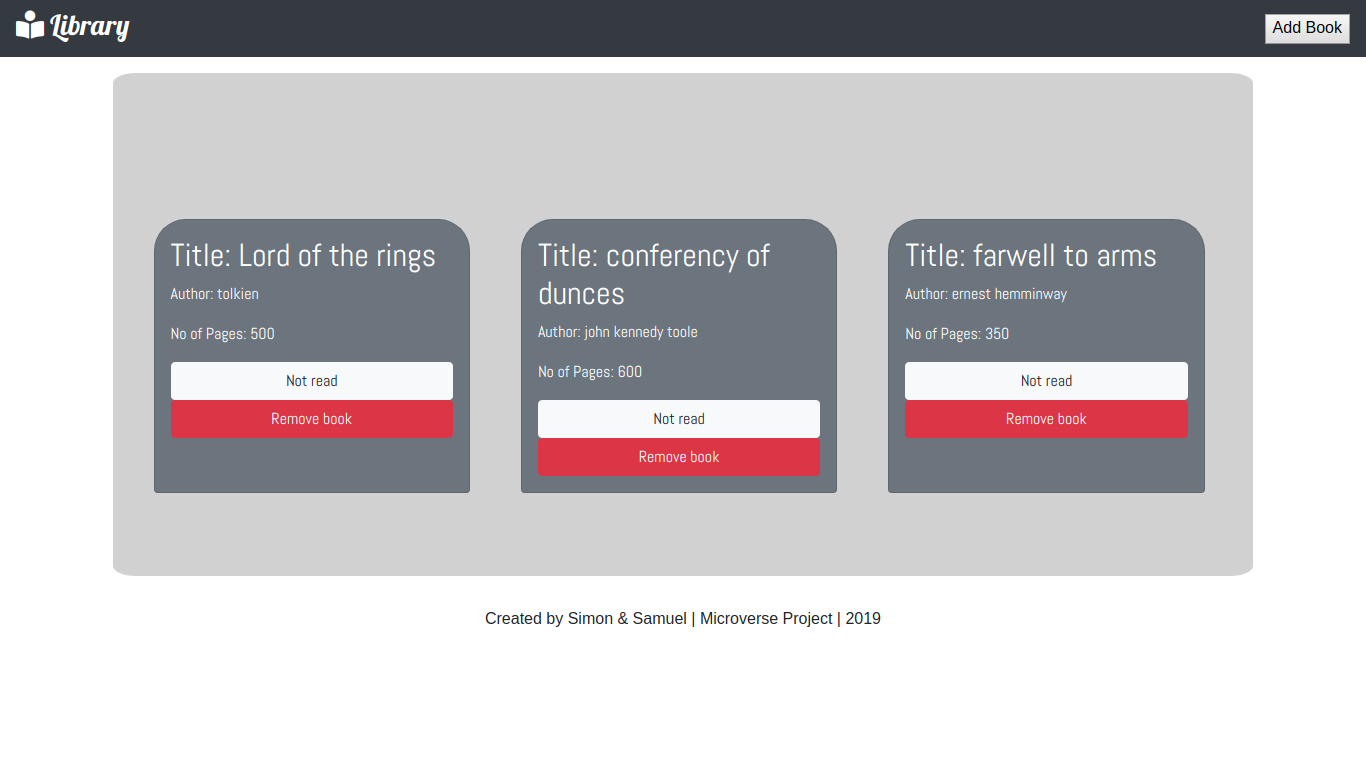 Library
Add Book
Title: Lord of the rings
Author: tolkien
No of Pages: 500
Not read
Remove book
Title: conferency of
dunces
Author: john kennedy toole
No of Pages: 600
Not read
Remove book
Title: farwell to arms
Author: ernest hemminway
No of Pages: 350
Not read
Remove book
Created by Simon & Samuel | Microverse Project | 2019